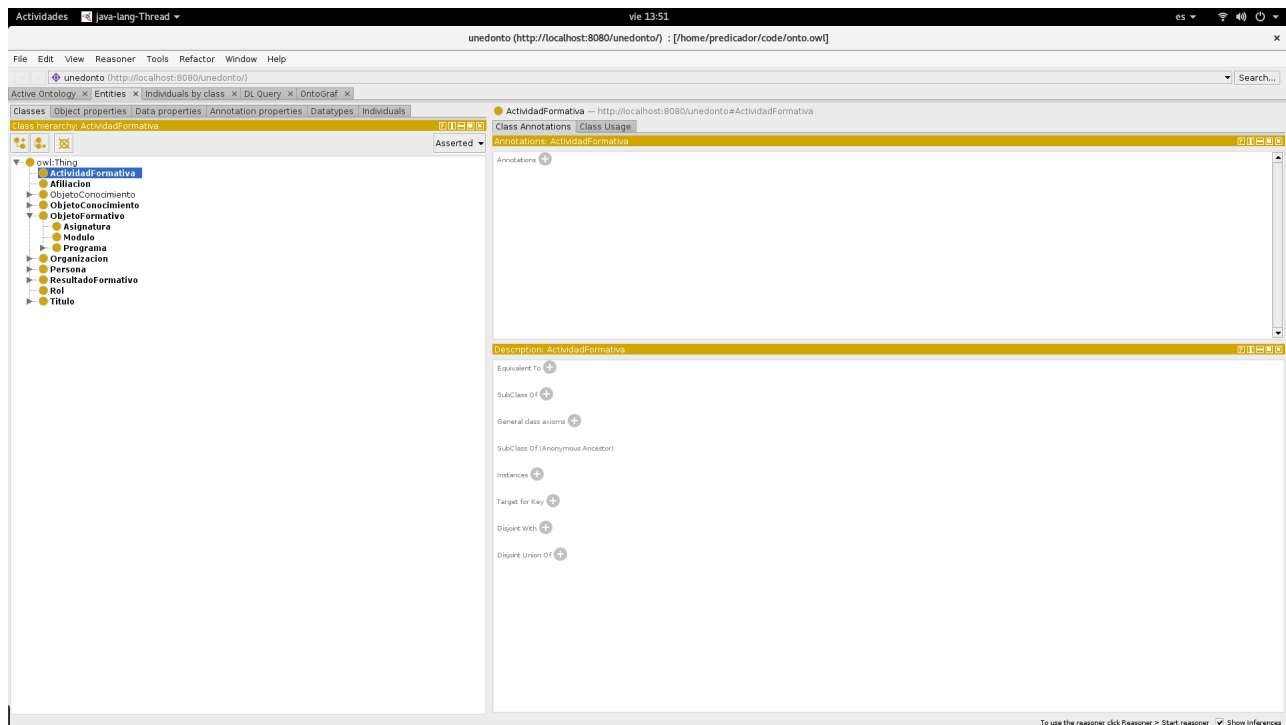 Actividades java-lang-Thread vie 13:51 es
unedonto (http://localhost:8080/unedonto/) : [/home/predicador/code/onto.owl]
File Edit View Reasoner Tools Refactor Window Help
unedonto (http://localhost:8080/unedonto/) Search...
Active Ontology Entities Individuals by class DL Query OntoGraf
Classes Object properties Data properties Annotation properties Datatypes Individuals
Class hierarchy: ActividadFormativa
Asserted
owl:Thing
ActividadFormativa
Afiliacion
ObjetoConocimiento
ObjetoConocimiento
ObjetoFormativo
Asignatura
Modulo
Programa
Organizacion
Persona
ResultadoFormativo
Rol
Titulo
ActividadFormativa — http://localhost:8080/unedonto#ActividadFormativa
Class Annotations Class Usage
Annotations: ActividadFormativa
Annotations
Description: ActividadFormativa
Equivalent To
SubClass Of
General class axioms
SubClass Of (Anonymous Ancestor)
Instances
Target for Key
Disjoint With
Disjoint Union Of
To use the reasoner click Reasoner > Start reasoner Show Inferences